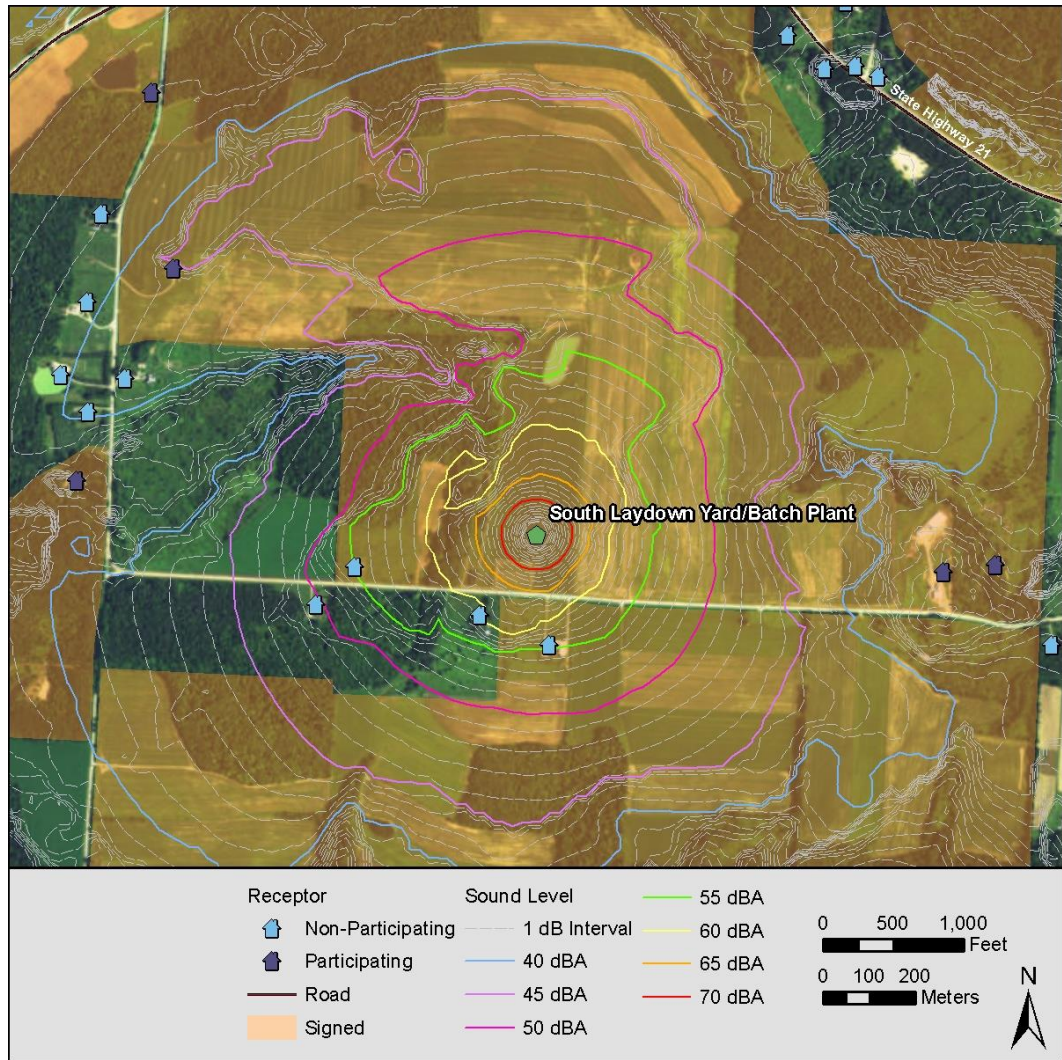 State Highway 21
South Laydown Yard/Batch Plant
Receptor
Non-Participating
Participating
Road
Signed
Sound Level
1 dB Interval
40 dBA
45 dBA
50 dBA
55 dBA
60 dBA
65 dBA
70 dBA
0 500 1,000
Feet
0 100 200
Meters
N